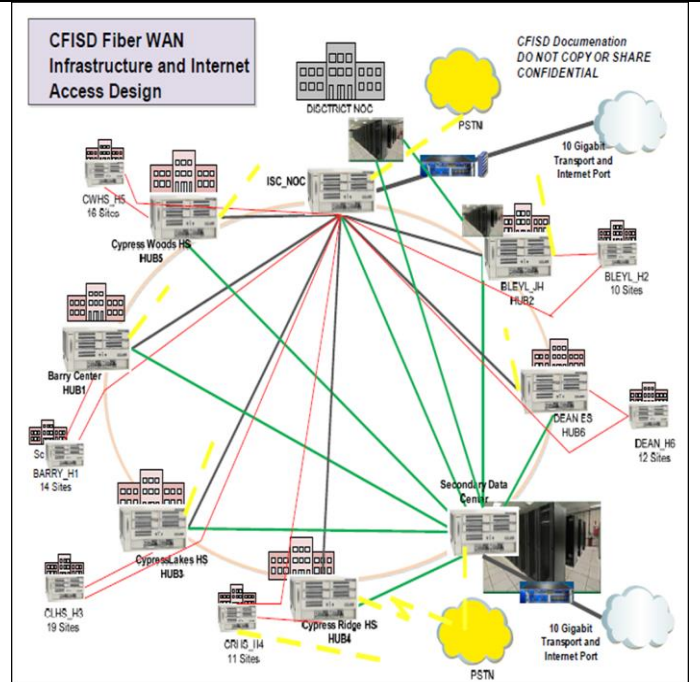 CFISD Fiber WAN
Infrastructure and Internet
Access Design
CFISD Documenation
DO NOT COPY OR SHARE
CONFIDENTIAL
DISCTRICT NOC
PSTN
10 Gigabit
Transport and
Internet Port
ISC_NOC
CWHS_H5
16 Sites
Cypress Woods HS
HUB5
BLEYL_JH
HUB2
BLEYL_H2
10 Sites
Barry Center
HUB1
DEAN ES
HUB6
DEAN_H6
12 Sites
Sc
BARRY_H1
14 Sites
Secondary Data
Center
CypressLakes HS
HUB3
CLHS_H3
19 Sites
CRHS_H4
11 Sites
Cypress Ridge HS
HUB4
10 Gigabit
Transport and
Internet Port
PSTN